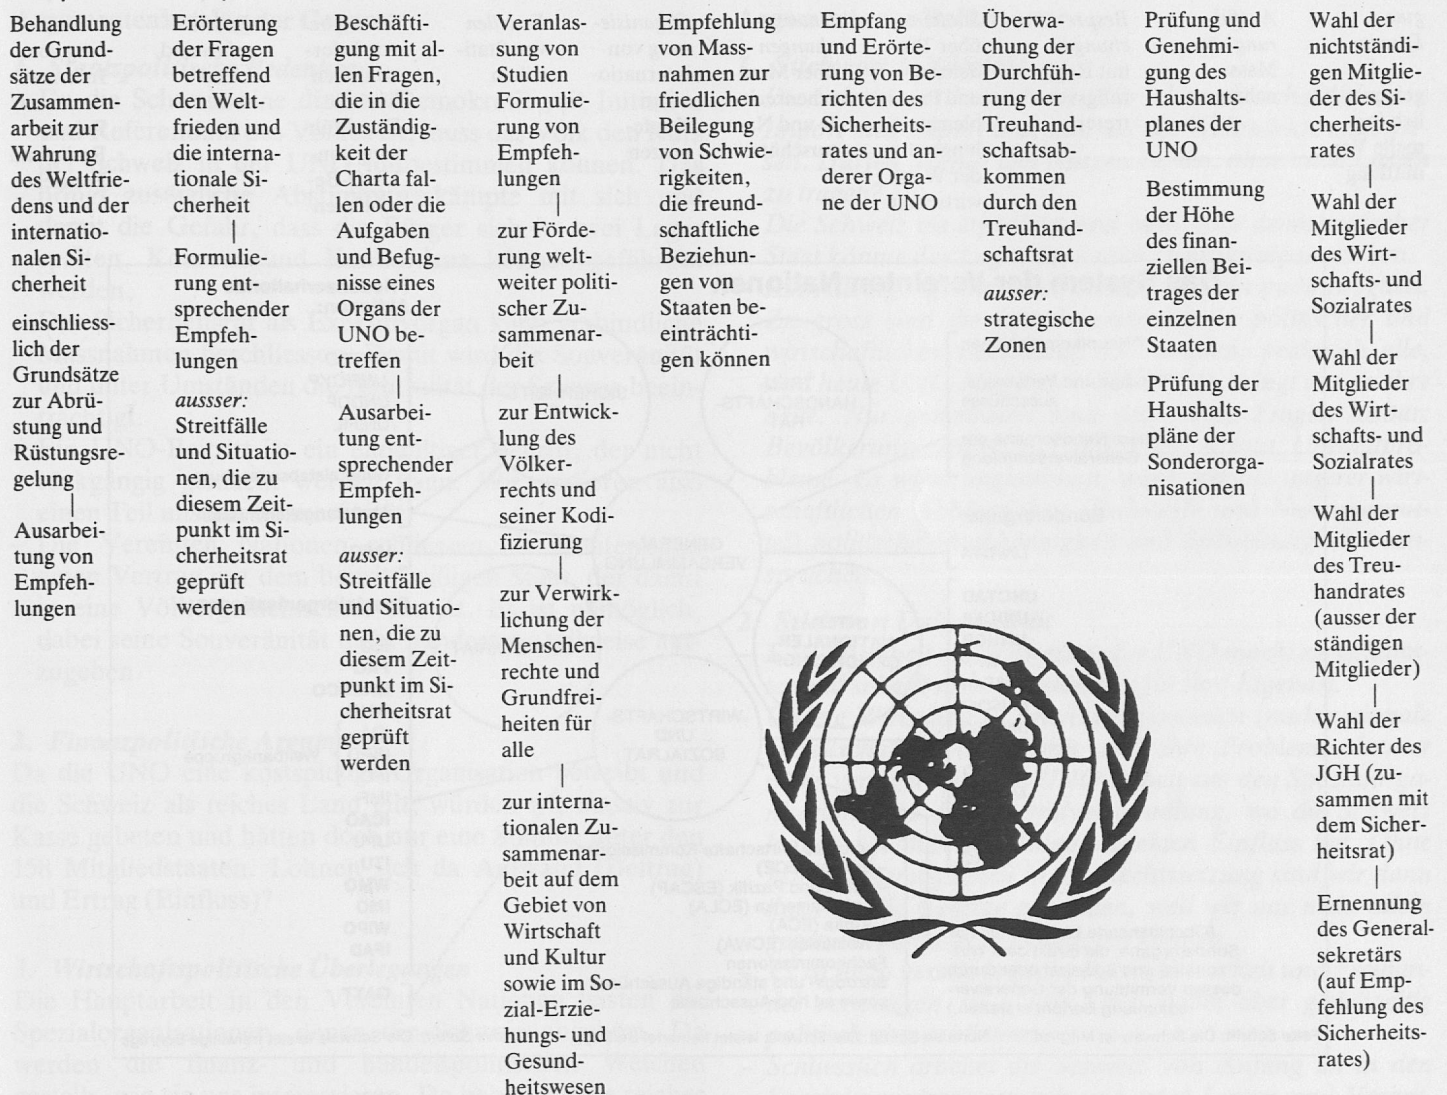 Behandlung
der Grund-
sätze der
Zusammen-
arbeit zur
Wahrung
des Weltfrie-
dens und der
internatio-
nalen Si-
cherheit
einschliess-
lich der
Grundsätze
zur Abrü-
stung und
Rüstungsre-
gelung
Ausarbei-
tung von
Empfeh-
lungen
Erörterung
der Fragen
betreffend
den Welt-
frieden und
die interna-
tionale Si-
cherheit
Formulie-
rung ent-
sprechender
Empfeh-
lungen
aussser:
Streitfälle
und Situatio-
nen, die zu
diesem Zeit-
punkt im Si-
cherheitsrat
geprüft
werden
Beschäfti-
gung mit al-
len Fragen,
die in die
Zuständig-
keit der
Charta fal-
len oder die
Aufgaben
und Befug-
nisse eines
Organs der
UNO be-
treffen
Ausarbei-
tung ent-
sprechender
Empfeh-
lungen
ausser:
Streitfälle
und Situatio-
nen, die zu
diesem Zeit-
punkt im Si-
cherheitsrat
geprüft
werden
Veranlas-
sung von
Studien
Formulie-
rung von
Empfeh-
lungen
zur Förde-
rung welt-
weiter politi-
scher Zu-
sammenar-
beit
zur Entwick-
lung des
Völker-
rechts und
seiner Kodi-
fizierung
zur Verwirk-
lichung der
Menschen-
rechte und
Grundfrei-
heiten für
alle
zur interna-
tionalen Zu-
sammenar-
beit auf dem
Gebiet von
Wirtschaft
und Kultur
sowie im So-
zial-Erzie-
hungs- und
Gesund-
heitswesen
Empfehlung
von Mass-
nahmen zur
friedlichen
Beilegung
von Schwie-
rigkeiten,
die freund-
schaftliche
Beziehun-
gen von
Staaten be-
einträchti-
gen können
Empfang
und Erörte-
rung von Be-
richten des
Sicherheits-
rates und an-
derer Orga-
ne der UNO
Überwa-
chung der
Durchfüh-
rung der
Treuhand-
schaftsab-
kommen
durch den
Treuhand-
schaftsrat
ausser:
strategische
Zonen
Prüfung und
Genehmi-
gung des
Haushalts-
planes der
UNO
Bestimmung
der Höhe
des finan-
ziellen Bei-
trages der
einzelnen
Staaten
Prüfung der
Haushalts-
pläne der
Sonderorga-
nisationen
Wahl der
nichtständi-
gen Mitglie-
der des Si-
cherheits-
rates
Wahl der
Mitglieder
des Wirt-
schafts- und
Sozialrates
Wahl der
Mitglieder
des Wirt-
schafts- und
Sozialrates
Wahl der
Mitglieder
des Treu-
handrates
(ausser der
ständigen
Mitglieder)
Wahl der
Richter des
IGH (zu-
sammen mit
dem Sicher-
heitsrat)
Ernennung
des General-
sekretärs
(auf Emp-
fehlung des
Sicherheits-
rates)